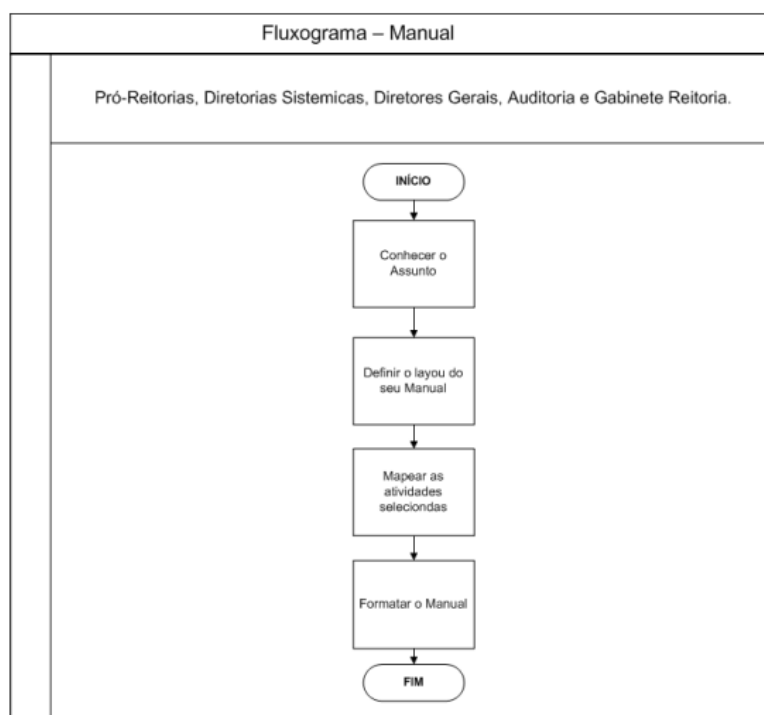 Fluxograma – Manual
Pró-Reitorias, Diretorias Sistemicas, Diretores Gerais, Auditoria e Gabinete Reitoria.
INÍCIO
Conhecer o
Assunto
Definir o layou do
seu Manual
Mapear as
atividades
seleciondas
Formatar o Manual
FIM